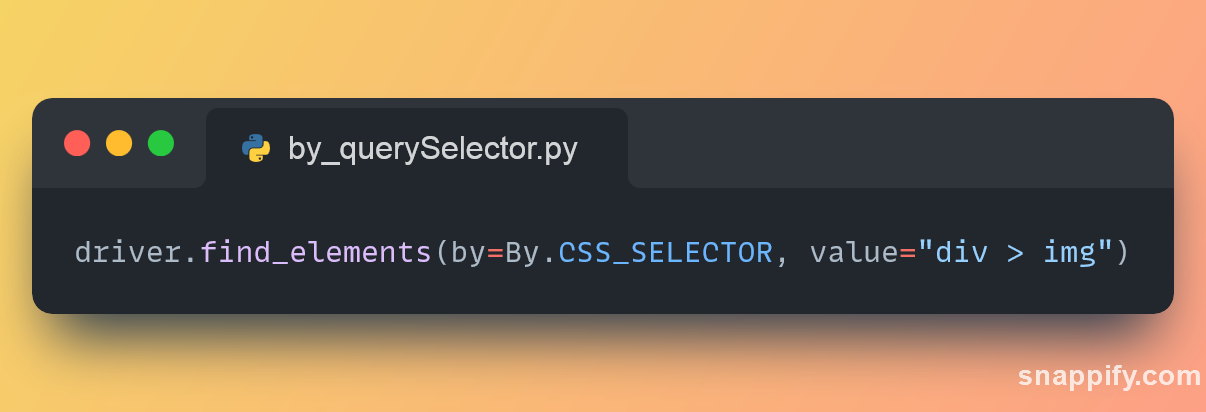 by_querySelector.py
driver.find_elements(by=By.CSS_SELECTOR, value="div > img")
snappify.com